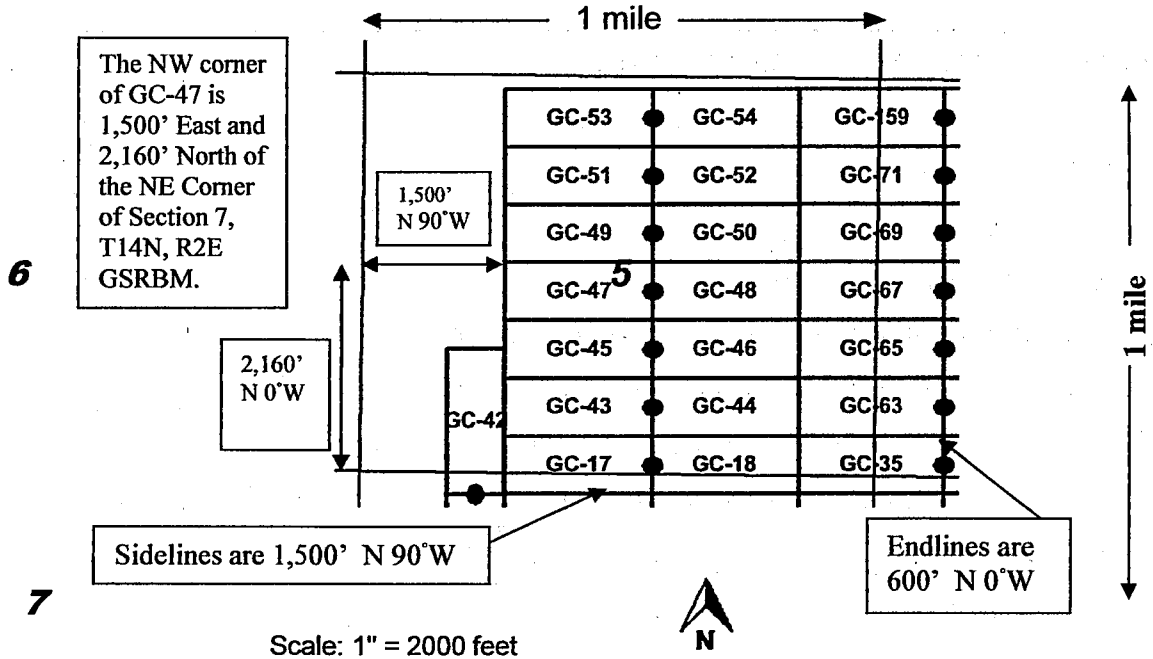 1 mile
The NW corner
of GC-47 is
1,500' East and
2,160' North of
the NE Corner
of Section 7,
T14N, R2E
GSRBM.
GC-53 GC-54 GC-159
GC-51 GC-52 GC-71
1,500'
N 90°W
GC-49 GC-50 GC-69
6
5
GC-47 GC-48 GC-67
1 mile
GC-45 GC-46 GC-65
2,160'
N 0°W
GC-42
GC-43 GC-44 GC-63
GC-17 GC-18 GC-35
Sidelines are 1,500' N 90°W
Endlines are
600' N 0°W
7
N
Scale: 1" = 2000 feet